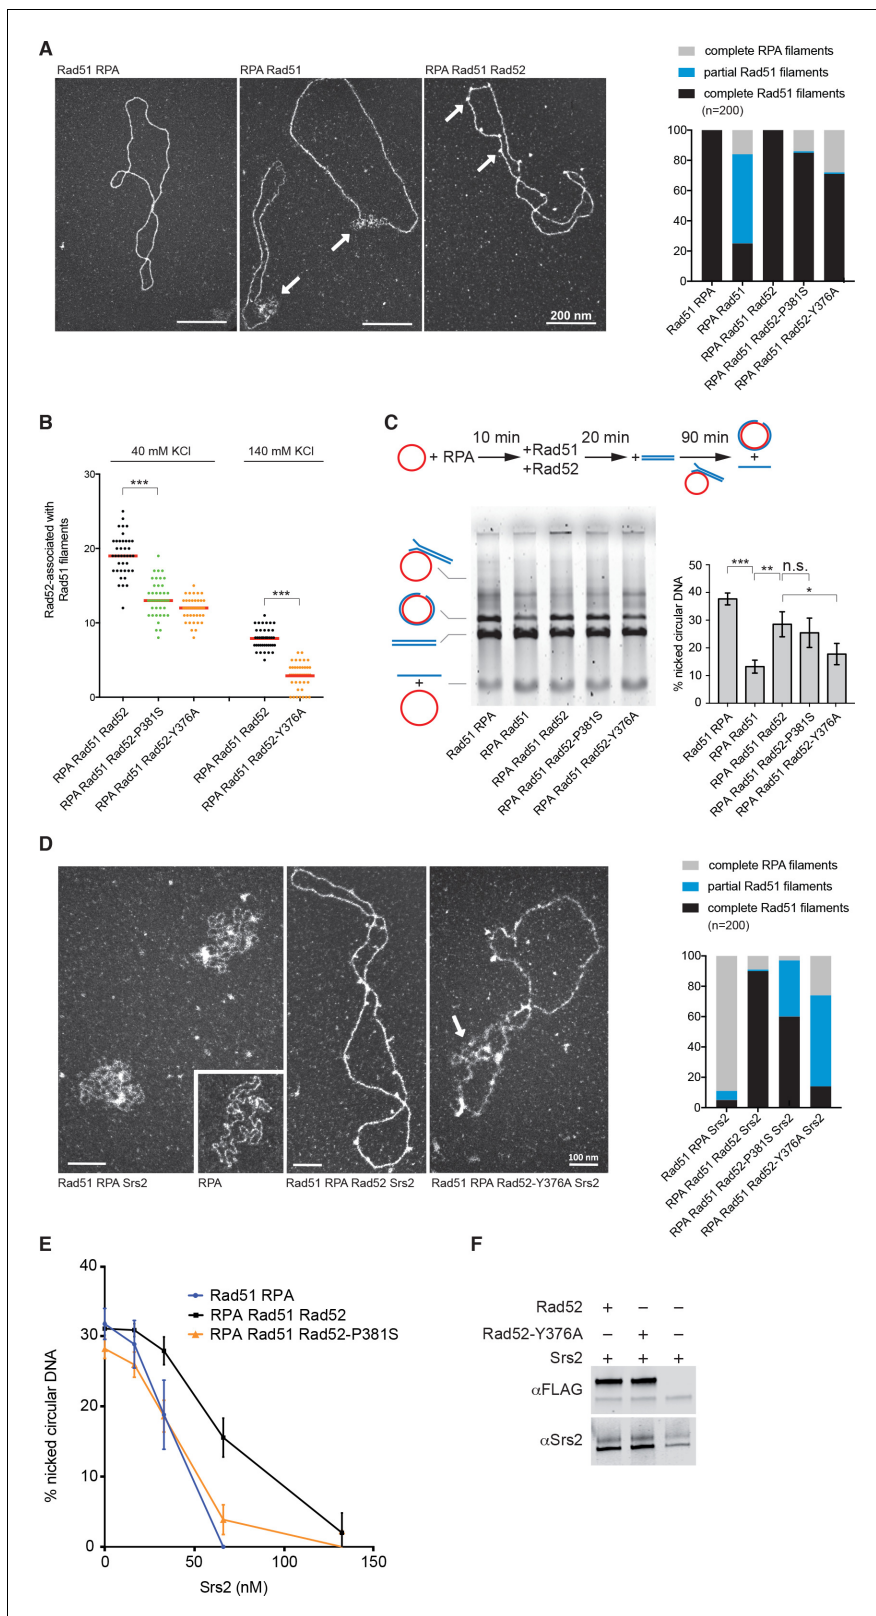 A
Rad51 RPA
RPA Rad51
RPA Rad51 Rad52
200 nm
complete RPA filaments
partial Rad51 filaments
complete Rad51 filaments
(n=200)
100
80
60
40
20
0
Rad51 RPA
RPA Rad51
RPA Rad51 Rad52
RPA Rad51 Rad52-P381S
RPA Rad51 Rad52-Y376A
B
40 mM KCl
140 mM KCl
Rad52-associated with
Rad51 filaments
30
20
10
0
***
***
RPA Rad51 Rad52
RPA Rad51 Rad52-P381S
RPA Rad51 Rad52-Y376A
RPA Rad51 Rad52
RPA Rad51 Rad52-Y376A
C
+ RPA
10 min
+Rad51
+Rad52
20 min
+
90 min
+
+
Rad51 RPA
RPA Rad51
RPA Rad51 Rad52
RPA Rad51 Rad52-P381S
RPA Rad51 Rad52-Y376A
% nicked circular DNA
50
40
30
20
10
0
***
**
n.s.
*
Rad51 RPA
RPA Rad51
RPA Rad51 Rad52
RPA Rad51 Rad52-P381S
RPA Rad51 Rad52-Y376A
D
100 nm
Rad51 RPA Srs2
RPA
Rad51 RPA Rad52 Srs2
Rad51 RPA Rad52-Y376A Srs2
complete RPA filaments
partial Rad51 filaments
complete Rad51 filaments
(n=200)
100
80
60
40
20
0
Rad51 RPA Srs2
RPA Rad51 Rad52 Srs2
RPA Rad51 Rad52-P381S Srs2
RPA Rad51 Rad52-Y376A Srs2
E
% nicked circular DNA
40
30
20
10
0
0
50
100
150
Srs2 (nM)
Rad51 RPA
RPA Rad51 Rad52
RPA Rad51 Rad52-P381S
F
Rad52 + − −
Rad52-Y376A − + −
Srs2 + + +
αFLAG
αSrs2